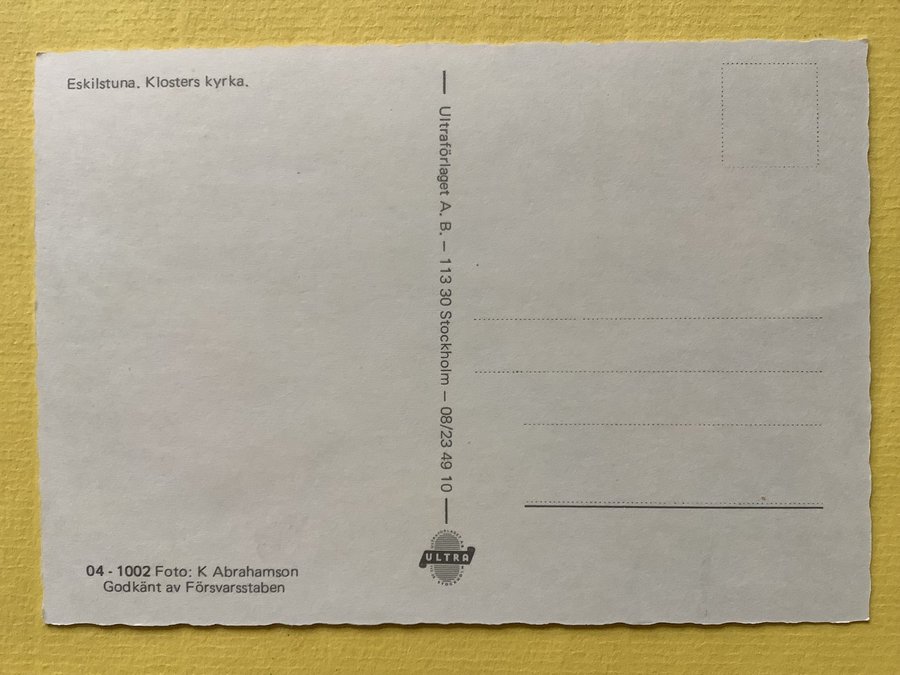 Eskilstuna. Klosters kyrka.
Ultraförlaget A. B. – 113 30 Stockholm – 08/23 49 10
ULTRA
04 - 1002 Foto: K Abrahamson
Godkänt av Försvarsstaben